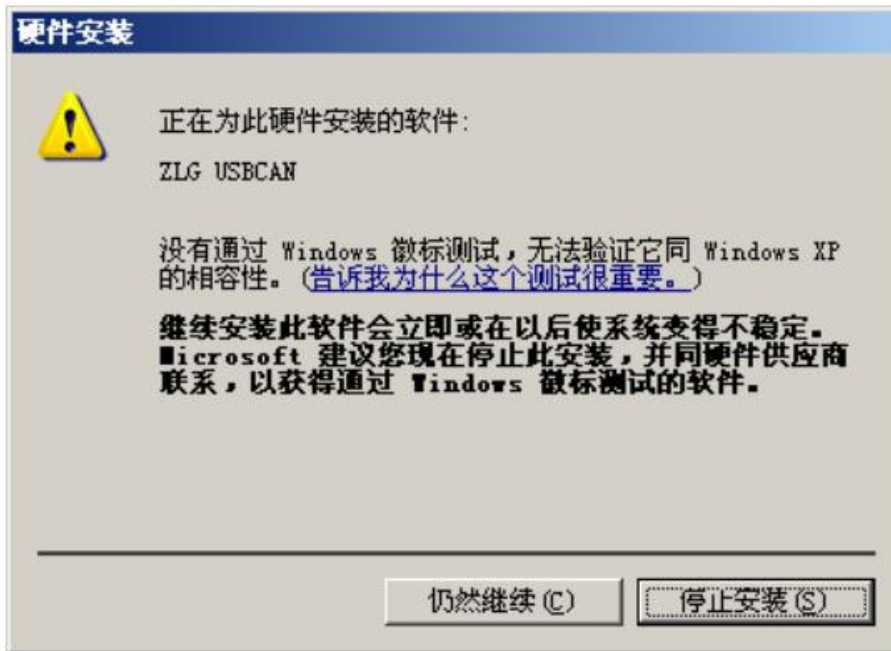 硬件安装
正在为此硬件安装的软件:
ZLG USBCAN
没有通过 Windows 徽标测试，无法验证它同 Windows XP
的相容性。(告诉我为什么这个测试很重要。)
继续安装此软件会立即或在以后使系统变得不稳定。
Microsoft 建议您现在停止此安装，并同硬件供应商
联系，以获得通过 Windows 徽标测试的软件。
仍然继续(C)
停止安装(S)